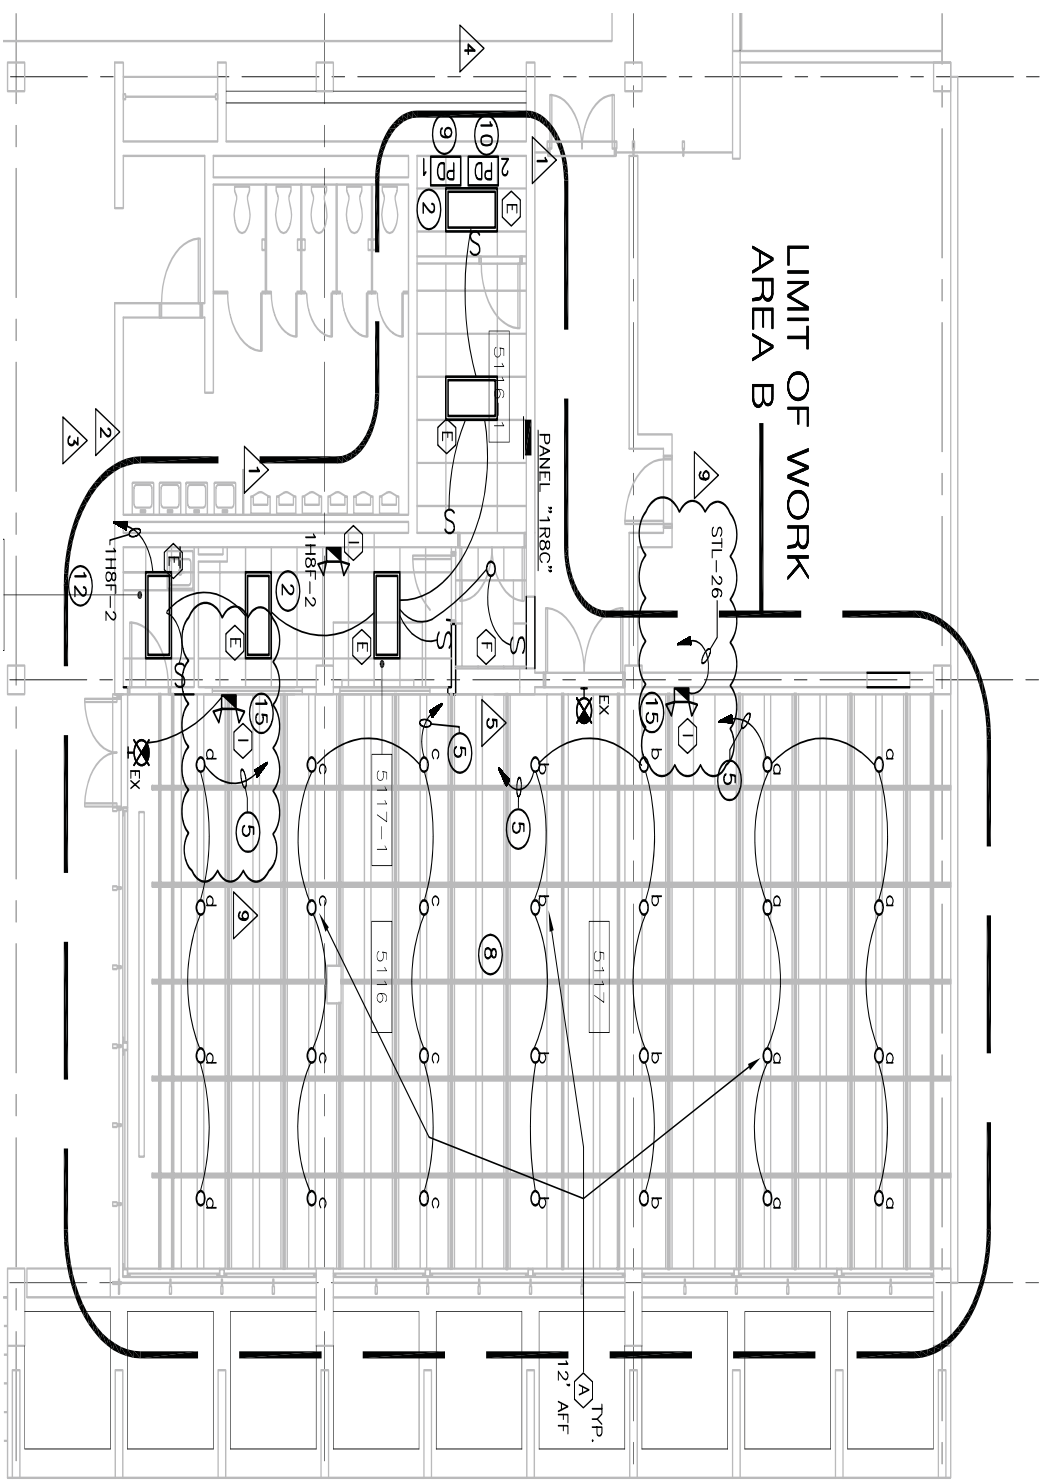 a a a a
LIMIT OF WORK
a a a a
AREA B
5
STL-26
9
I
15
b b b b
EX
TYP.
5117
A
12' AFF
PANEL "1R8C"
1
b b b b
5
E
S
2
PD
10
5116-1
8
F
5
S
4
5
PD
1
9
2
S
E
S
c c c c
5117-1
5116
E
I
1H8F-2
c c c c
2
15
1
5
I
E
9
d d d d
S
E
EX
1H8F-2
2
12
3